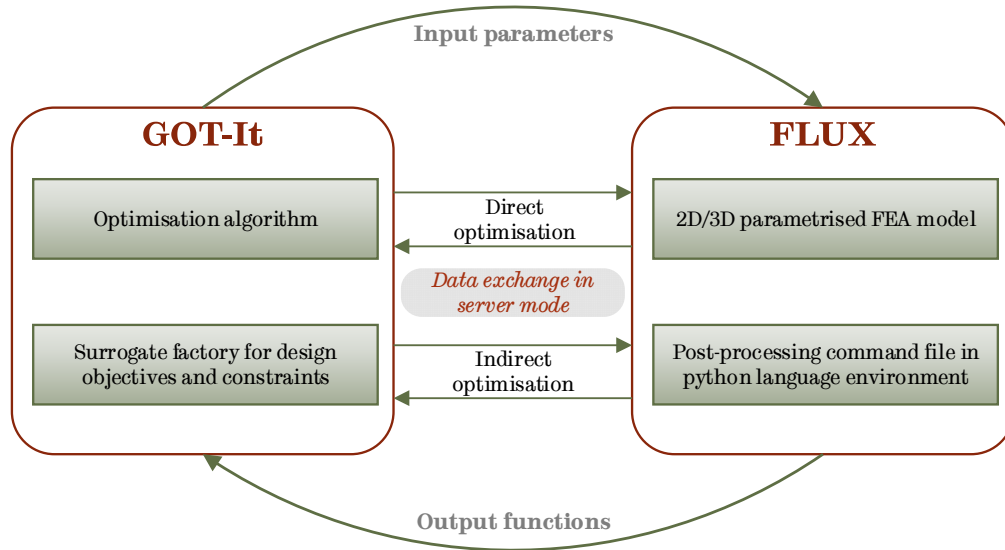 Input parameters
GOT-It
FLUX
Optimisation algorithm
Direct
optimisation
2D/3D parametrised FEA model
Data exchange in
server mode
Surrogate factory for design
objectives and constraints
Indirect
optimisation
Post-processing command file in
python language environment
Output functions